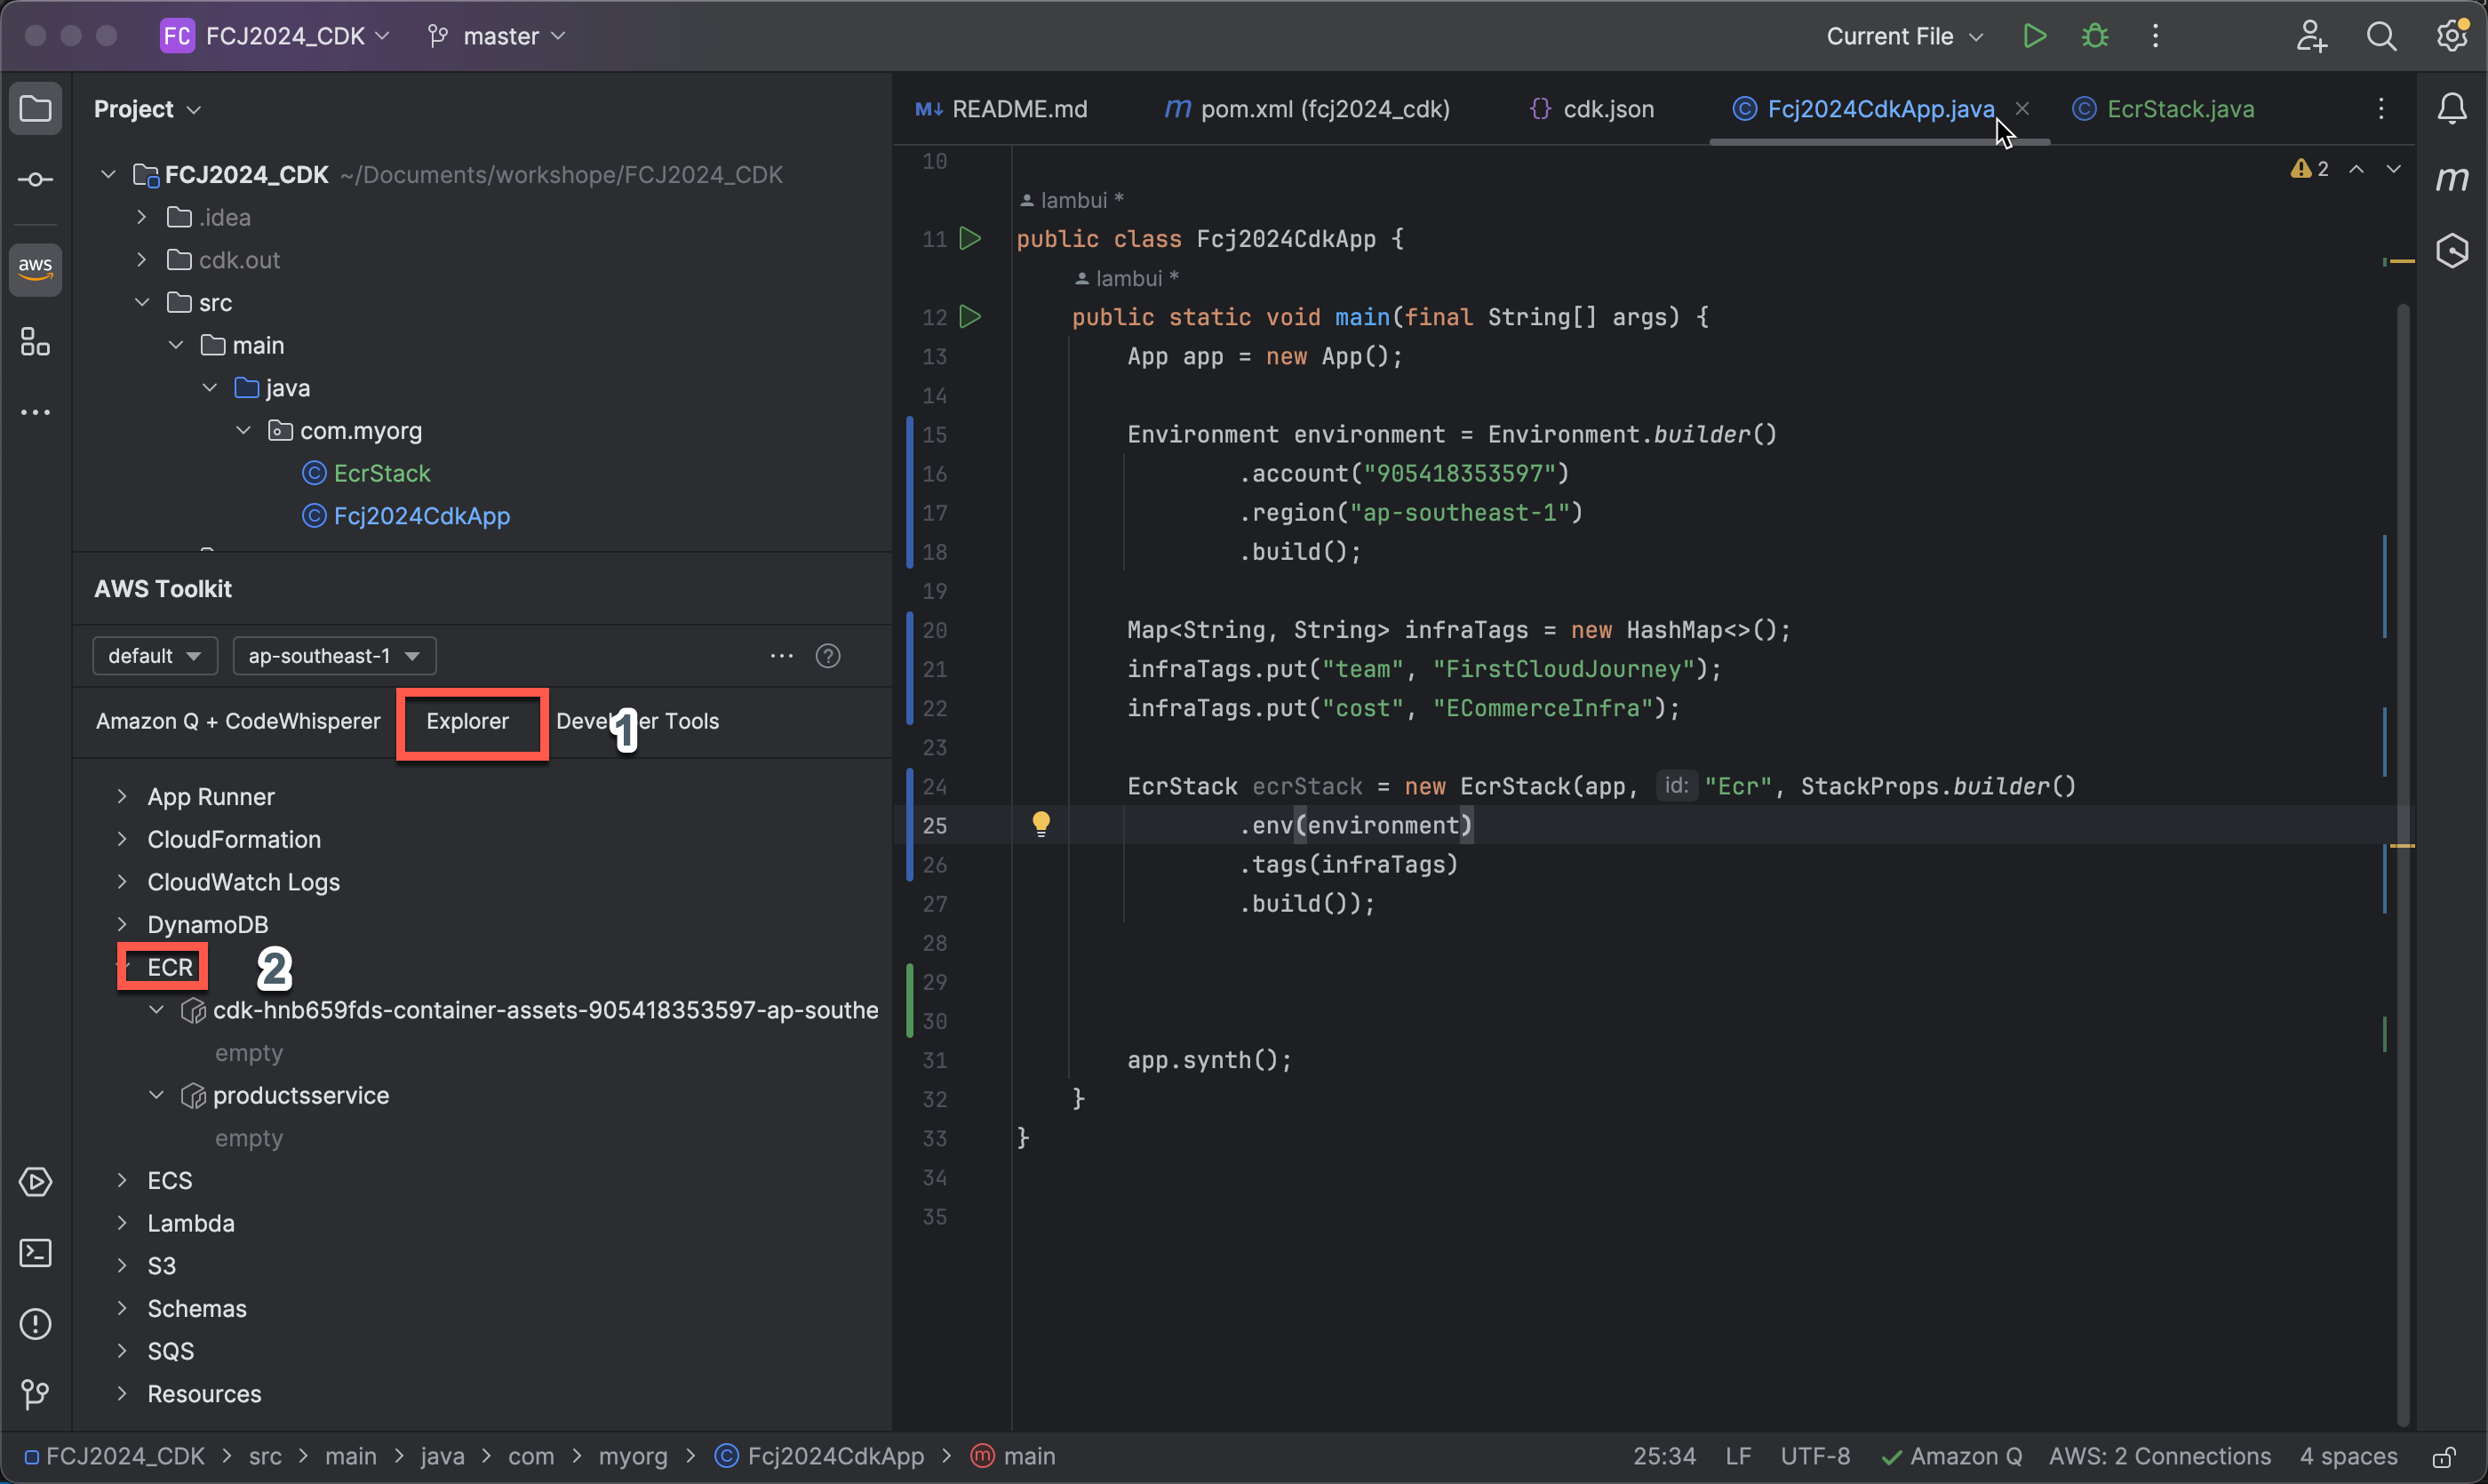 FC FCJ2024_CDK master Current File
Project
README.md pom.xml (fcj2024_cdk) cdk.json Fcj2024CdkApp.java EcrStack.java
FCJ2024_CDK ~/Documents/workshope/FCJ2024_CDK
.idea
cdk.out
src
main
java
com.myorg
EcrStack
Fcj2024CdkApp
aws
AWS Toolkit
default ap-southeast-1
Amazon Q + CodeWhisperer Explorer Tools
1
App Runner
CloudFormation
CloudWatch Logs
DynamoDB
ECR 2
cdk-hnb659fds-container-assets-905418353597-ap-southe
empty
productsservice
empty
ECS
Lambda
S3
Schemas
SQS
Resources
2
10
lambui *
11 public class Fcj2024CdkApp {
lambui *
12 public static void main(final String[] args) {
13 App app = new App();
14
15 Environment environment = Environment.builder()
16 .account("905418353597")
17 .region("ap-southeast-1")
18 .build();
19
20 Map<String, String> infraTags = new HashMap<>();
21 infraTags.put("team", "FirstCloudJourney");
22 infraTags.put("cost", "ECommerceInfra");
23
24 EcrStack ecrStack = new EcrStack(app, id: "Ecr", StackProps.builder()
25 .env(environment)
26 .tags(infraTags)
27 .build());
28
29
30
31 app.synth();
32 }
33 }
34
35
FCJ2024_CDK > src > main > java > com > myorg > Fcj2024CdkApp > main 25:34 LF UTF-8 Amazon Q AWS: 2 Connections 4 spaces